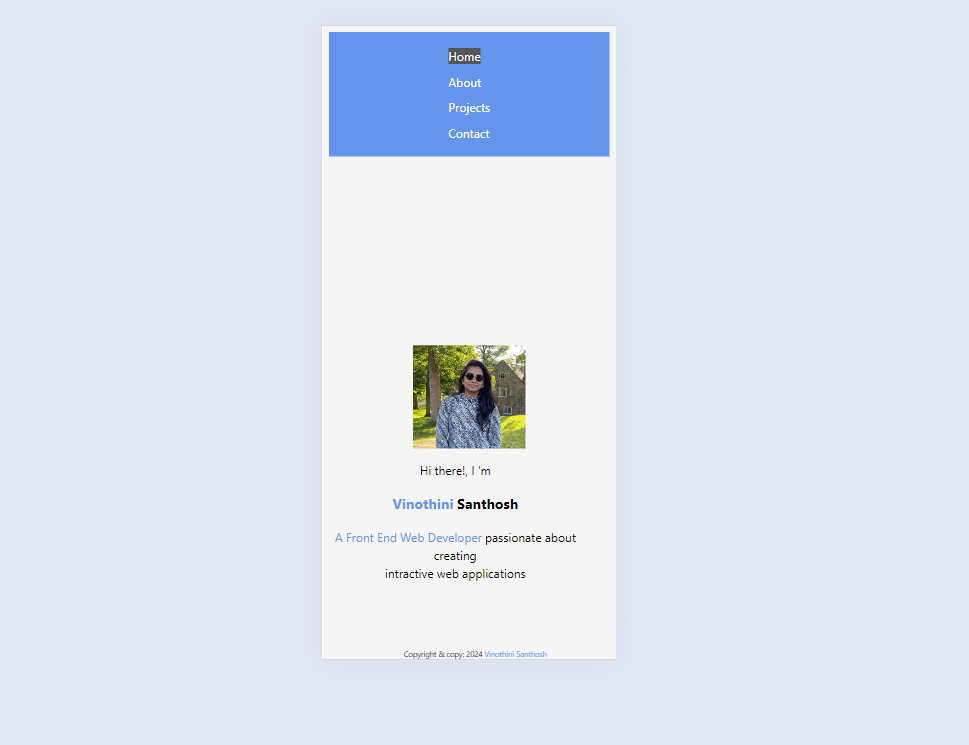 Home
About
Projects
Contact
Hi there!, I 'm
Vinothini Santhosh
A Front End Web Developer passionate about
creating
intractive web applications
Copyright & copy; 2024 Vinothini Santhosh